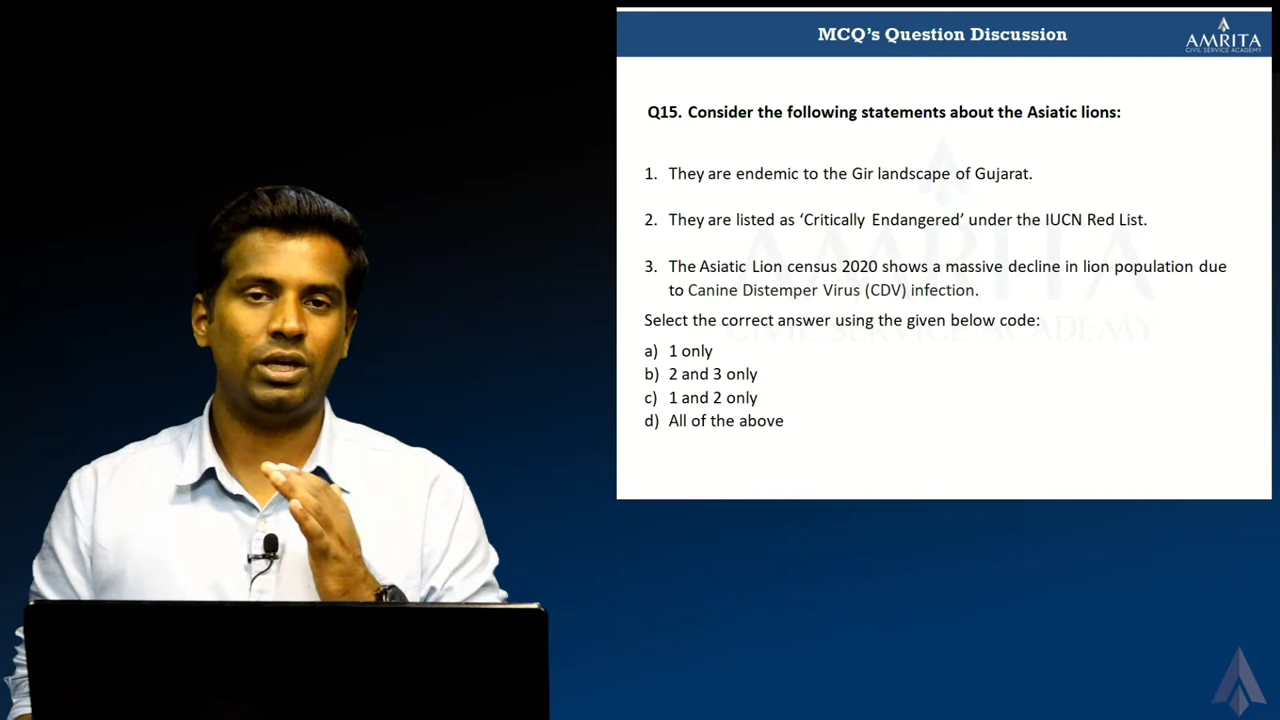 MCQ's Question Discussion
AMRITA
CIVIL SERVICE ACADEMY
Q15. Consider the following statements about the Asiatic lions:
1. They are endemic to the Gir landscape of Gujarat.
2. They are listed as ‘Critically Endangered’ under the IUCN Red List.
3. The Asiatic Lion census 2020 shows a massive decline in lion population due
to Canine Distemper Virus (CDV) infection.
Select the correct answer using the given below code:
a) 1 only
b) 2 and 3 only
c) 1 and 2 only
d) All of the above
AMRITA
CIVIL SERVICE ACADEMY